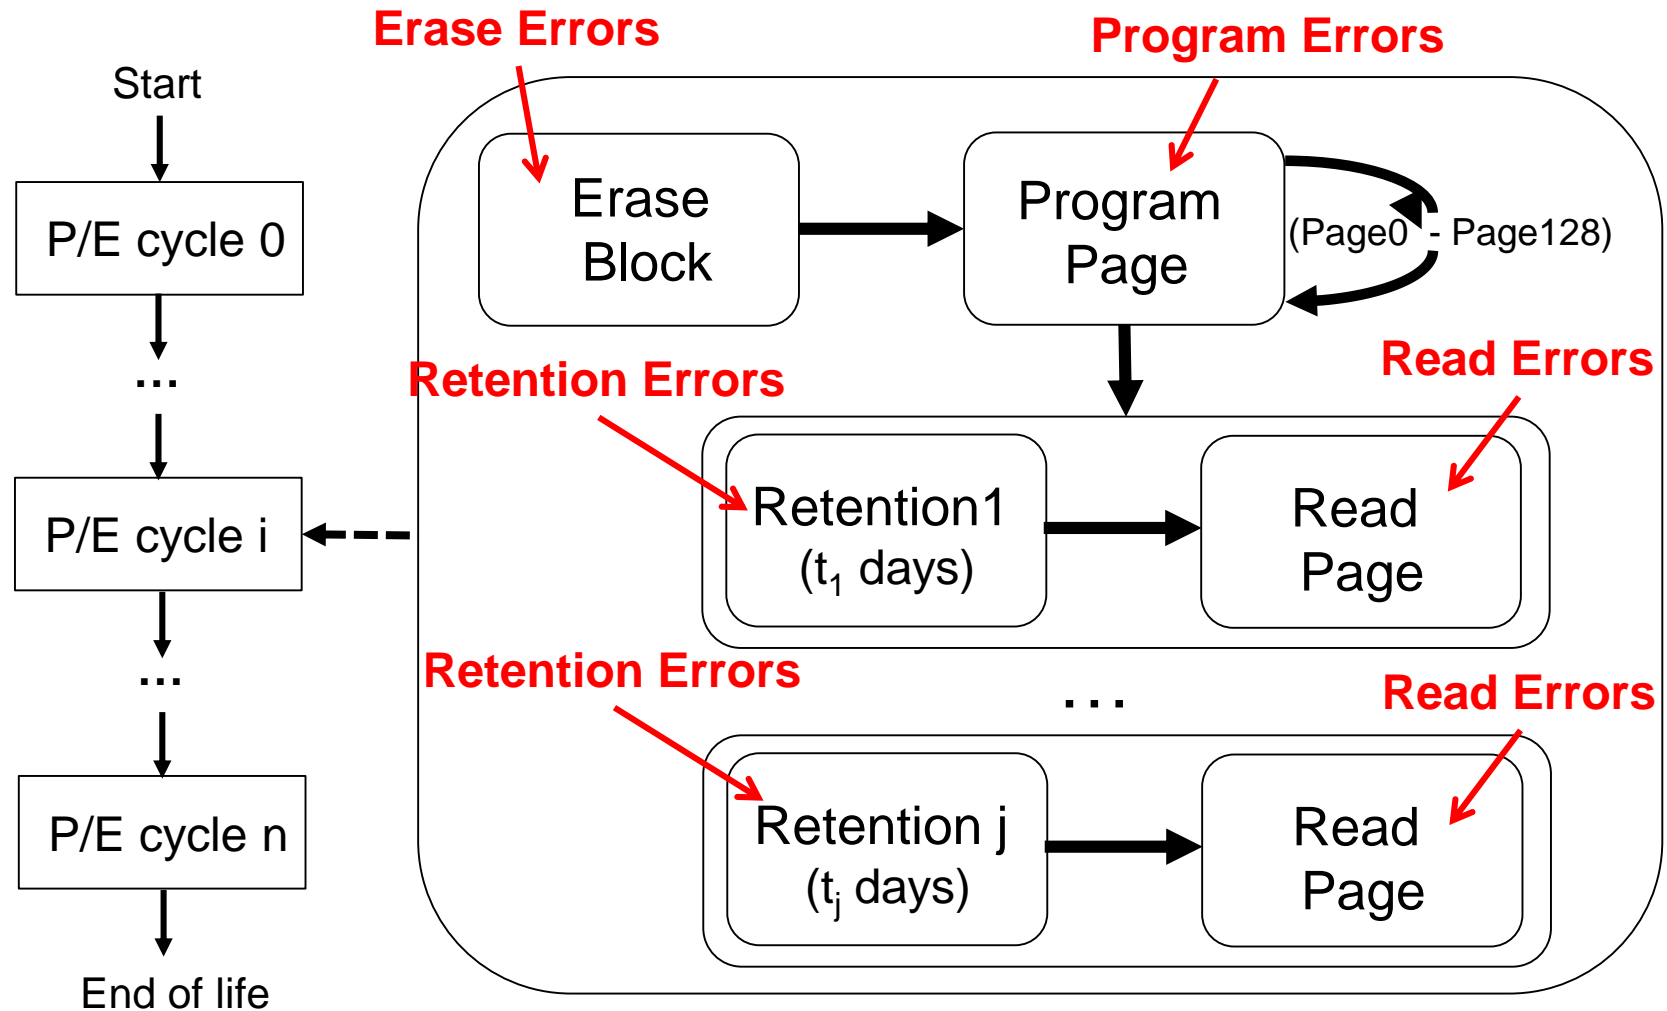 Erase Errors
Program Errors
Start
P/E cycle 0
...
P/E cycle i
...
P/E cycle n
End of life
Erase
Block
Program
Page
(Page0 - Page128)
Retention Errors
Read Errors
Retention1
(t1 days)
Read
Page
Retention Errors
...
Read Errors
Retention j
(tj days)
Read
Page